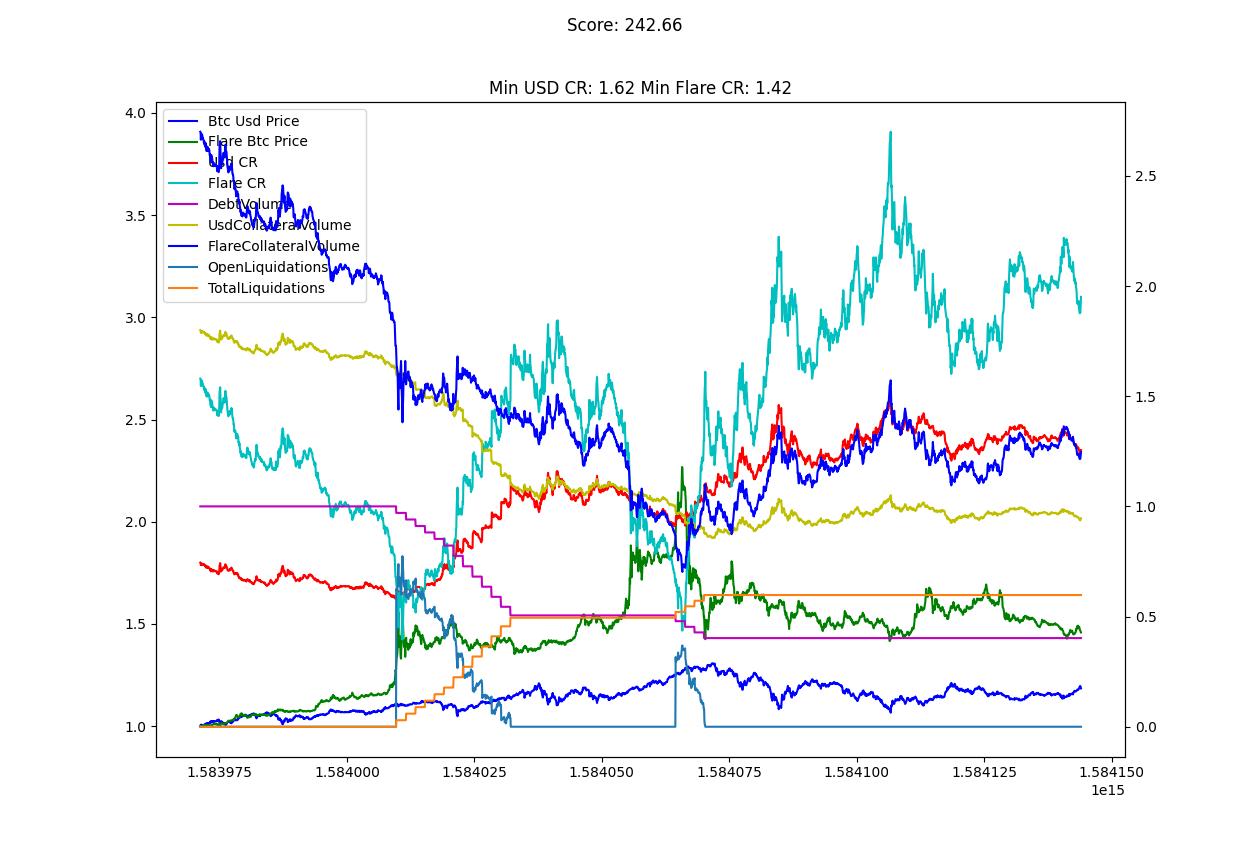 Score: 242.66
Min USD CR: 1.62 Min Flare CR: 1.42
4.0
3.5
3.0
2.5
2.0
1.5
1.0
Btc Usd Price
Flare Btc Price
Usd CR
Flare CR
DebtVolume
UsdCollateralVolume
FlareCollateralVolume
OpenLiquidations
TotalLiquidations
2.5
2.0
1.5
1.0
0.5
0.0
1.583975 1.584000 1.584025 1.584050 1.584075 1.584100 1.584125 1.584150
1e15